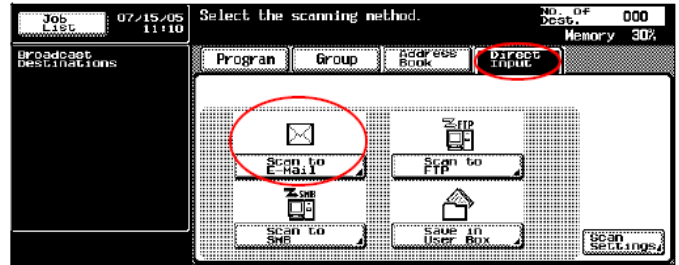 Job List
07/15/05
11:10
Select the scanning method.
No. Of Dest.
000
Memory 30%
Broadcast
Destinations
Program
Group
Address
Book
Direct
Input
Scan to
E-Mail
FTP
Scan to
FTP
SMB
Scan to
SMB
Save in
User Box
Scan
Settings